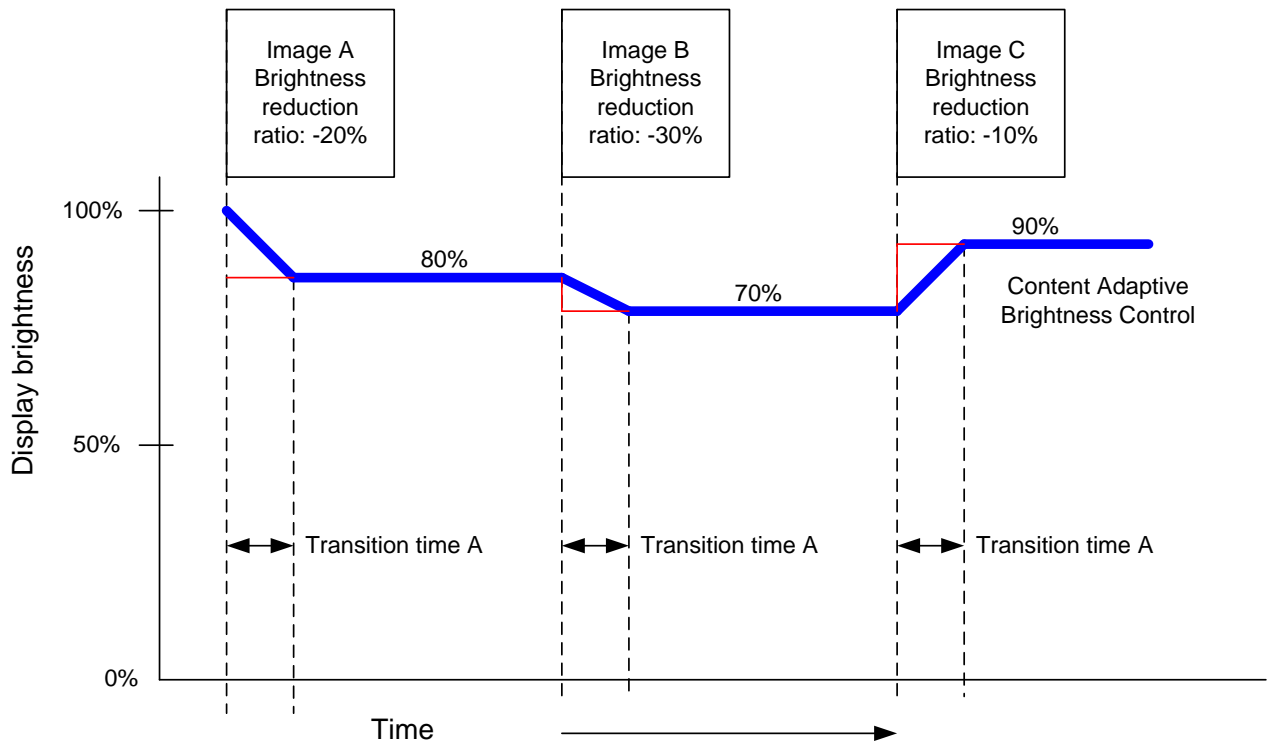 Image A
Brightness
reduction
ratio: -20%
Image B
Brightness
reduction
ratio: -30%
Image C
Brightness
reduction
ratio: -10%
100%
80%
70%
90%
Content Adaptive
Brightness Control
Display brightness
50%
Transition time A
Transition time A
Transition time A
0%
Time